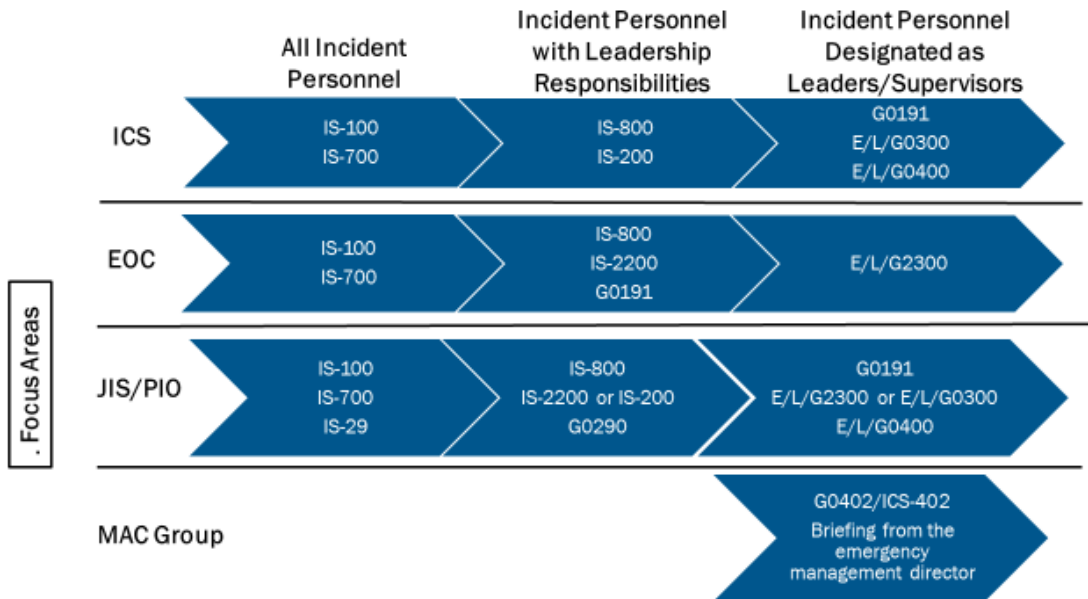 All Incident
Personnel
Incident Personnel
with Leadership
Responsibilities
Incident Personnel
Designated as
Leaders/Supervisors
ICS
IS-100
IS-700
IS-800
IS-200
G0191
E/L/G0300
E/L/G0400
EOC
IS-100
IS-700
IS-800
IS-2200
G0191
E/L/G2300
. Focus Areas
JIS/PIO
IS-100
IS-700
IS-29
IS-800
IS-2200 or IS-200
G0290
G0191
E/L/G2300 or E/L/G0300
E/L/G0400
MAC Group
G0402/ICS-402
Briefing from the
emergency
management director